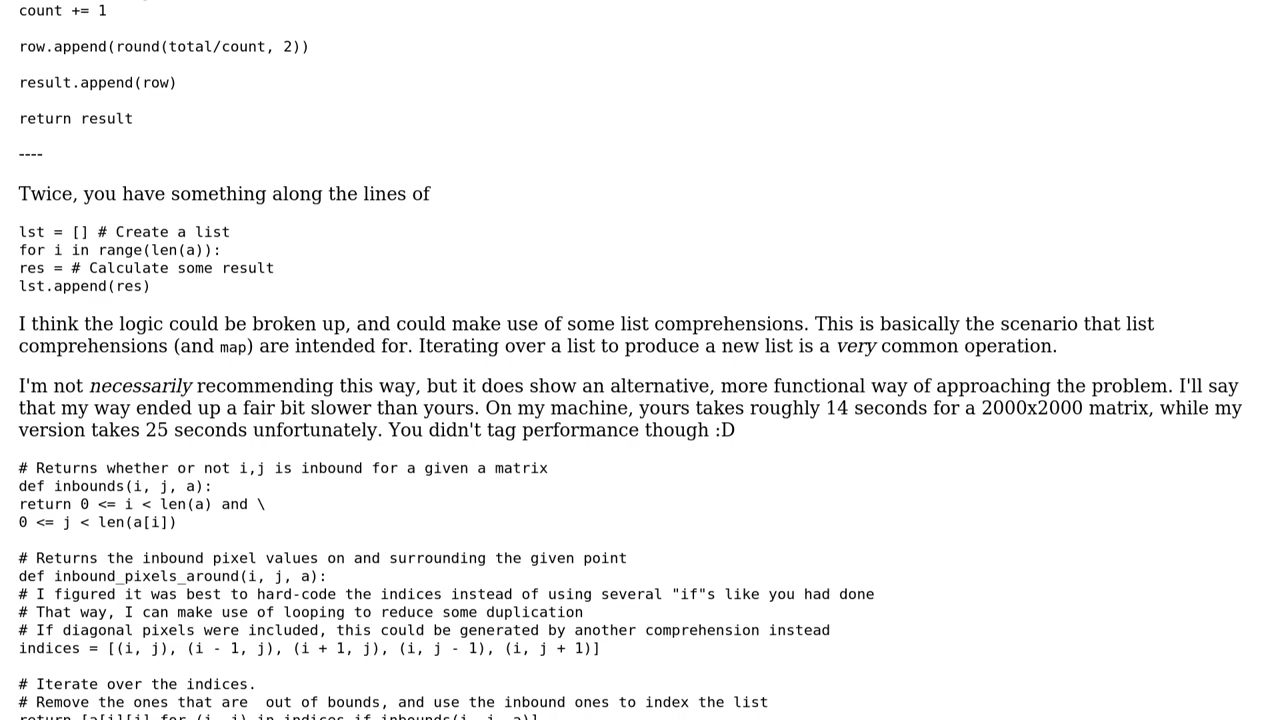 count += 1
row.append(round(total/count, 2))
result.append(row)
return result
----
Twice, you have something along the lines of
lst = [] # Create a list
for i in range(len(a)):
res = # Calculate some result
lst.append(res)
I think the logic could be broken up, and could make use of some list comprehensions. This is basically the scenario that list
comprehensions (and map) are intended for. Iterating over a list to produce a new list is a very common operation.
I'm not necessarily recommending this way, but it does show an alternative, more functional way of approaching the problem. I'll say
that my way ended up a fair bit slower than yours. On my machine, yours takes roughly 14 seconds for a 2000x2000 matrix, while my
version takes 25 seconds unfortunately. You didn't tag performance though :D
# Returns whether or not i,j is inbound for a given a matrix
def inbounds(i, j, a):
return 0 <= i < len(a) and \
0 <= j < len(a[i])
# Returns the inbound pixel values on and surrounding the given point
def inbound_pixels_around(i, j, a):
# I figured it was best to hard-code the indices instead of using several "if"s like you had done
# That way, I can make use of looping to reduce some duplication
# If diagonal pixels were included, this could be generated by another comprehension instead
indices = [(i, j), (i - 1, j), (i + 1, j), (i, j - 1), (i, j + 1)]
# Iterate over the indices.
# Remove the ones that are  out of bounds, and use the inbound ones to index the list
return [a[i][j] for (i, j) in indices if inbounds(i, j, a)]